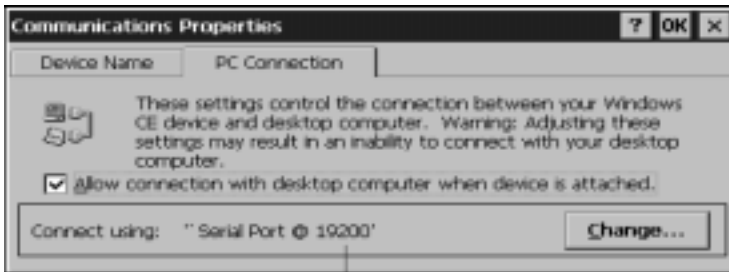 Communications Properties ? OK ×
Device Name PC Connection
These settings control the connection between your Windows
CE device and desktop computer. Warning: Adjusting these
settings may result in an inability to connect with your desktop
computer.
Allow connection with desktop computer when device is attached.
Connect using: `` Serial Port @ 19200' Change...